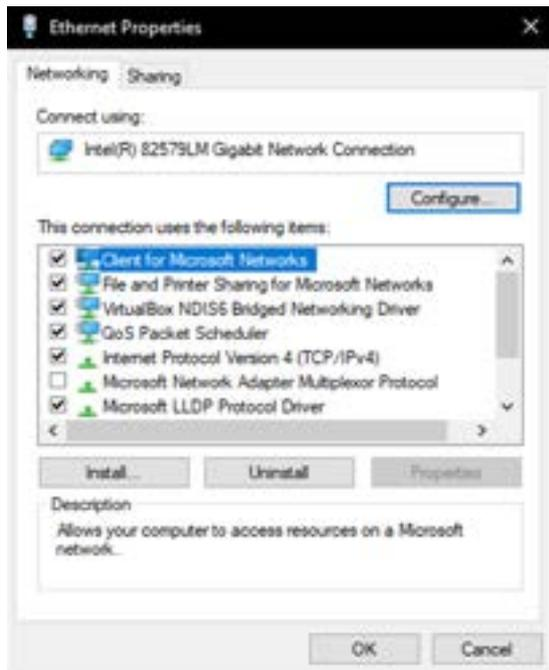 Ethernet Properties
Networking Sharing
Connect using:
Intel(R) 82579LM Gigabit Network Connection
Configure...
This connection uses the following items:
Client for Microsoft Networks
File and Printer Sharing for Microsoft Networks
VirtualBox NDIS6 Bridged Networking Driver
QoS Packet Scheduler
Internet Protocol Version 4 (TCP/IPv4)
Microsoft Network Adapter Multiplexor Protocol
Microsoft LLDP Protocol Driver
Install... Uninstall Properties
Description
Allows your computer to access resources on a Microsoft
network.
OK Cancel